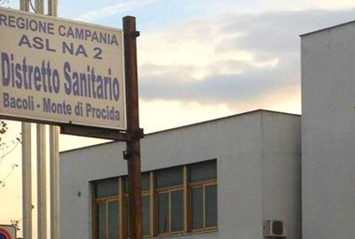 REGIONE CAMPANIA
ASL NA 2
Distretto Sanitario
Bacoli - Monte di Procida